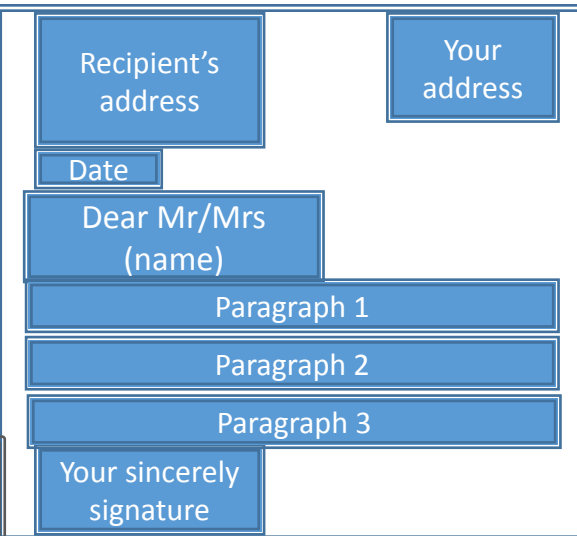 Recipient’s
address
Your
address
Date
Dear Mr/Mrs
(name)
Paragraph 1
Paragraph 2
Paragraph 3
Your sincerely
signature